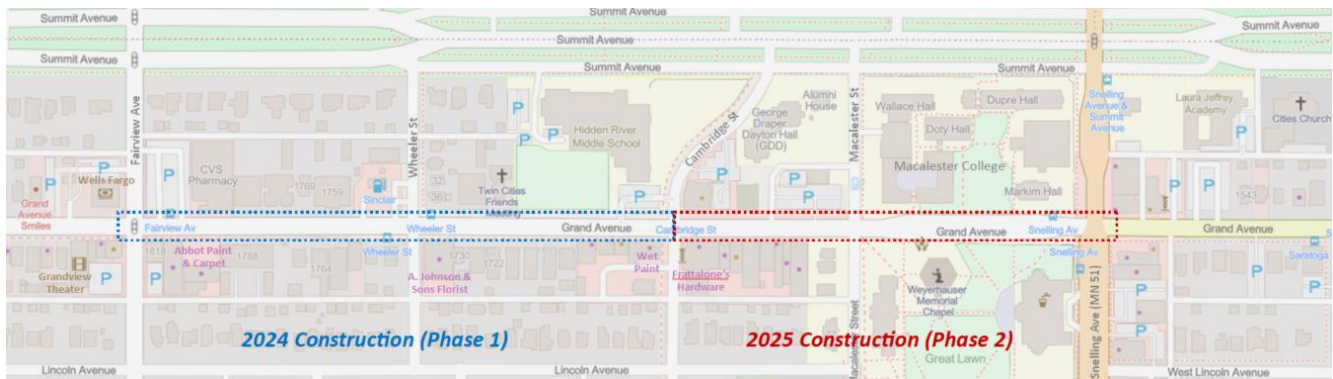 Summit Avenue
Summit Avenue
Summit Avenue
Summit Avenue
Summit Avenue
Summit Avenue
Summit Avenue
Fairview Ave
Wheeler St
Cambridge St
Macalester St
Snelling Avenue &
Summit
Avenue
P
Hidden River
Middle School
Alumni
House
George
Draper
Dayton Hall
(GDD)
Wallace Hall
Dupre Hall
Doty Hall
Macalester College
Markim Hall
Laura Jeffrey
Academy
Cities Church
Wells Fargo
P
P
Grand
Avenue
Smiles
CVS
Pharmacy
1769
1759
Sinclair
Twin Cities
Friends
Meeting
P
P
P
P
P
P
P
1543
Fairview Av
Wheeler St
Grand Avenue
Cambridge St
Grand Avenue
Snelling Av
Grand Avenue
Grandview
Theater
P
P
1818
Abbot Paint
& Carpet
1788
1764
Wheeler St
A. Johnson &
Sons Florist
1730
1722
Wet
Paint
Frattalone's
Hardware
Weyerhauser
Memorial
Chapel
Snelling Av
Saratoga
P
P
Great Lawn
Macalester Street
Snelling Ave (MN 51)
2024 Construction (Phase 1)
2025 Construction (Phase 2)
Lincoln Avenue
Lincoln Avenue
West Lincoln Avenue